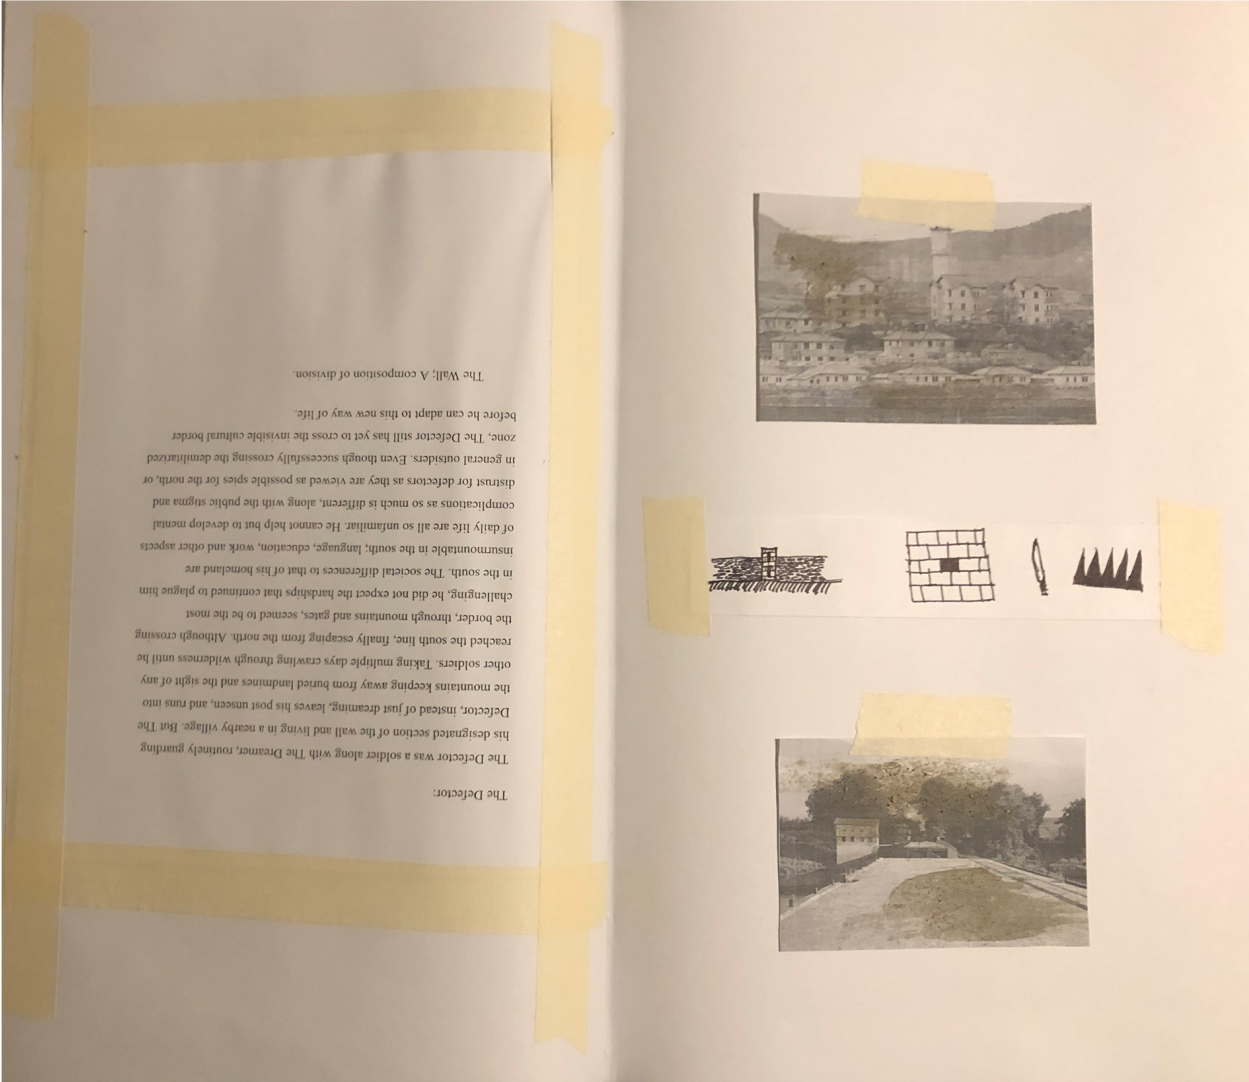 The Defector:
The Defector was a soldier along with The Dreamer, routinely guarding
his designated section of the wall and living in a nearby village. But The
Defector, instead of just dreaming, leaves his post unseen, and runs into
the mountains keeping away from buried landmines and the sight of any
other soldiers. Taking multiple days crawling through wilderness until he
reached the south line, finally escaping from the north. Although crossing
the border, through mountains and gates, seemed to be the most
challenging, he did not expect the hardships that continued to plague him
in the south. The societal differences to that of his homeland are
insurmountable in the south; language, education, work and other aspects
of daily life are all so unfamiliar. He cannot help but to develop mental
complications as so much is different, along with the public stigma and
distrust for defectors as they are viewed as possible spies for the north, or
in general outsiders. Even though successfully crossing the demilitarized
zone, The Defector still has yet to cross the invisible cultural border
before he can adapt to this new way of life.
The Wall; A composition of division.